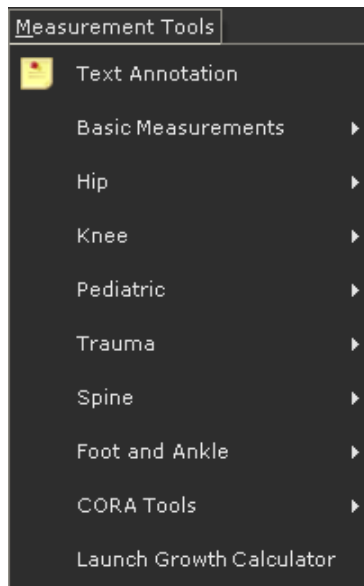 Measurement Tools
Text Annotation
Basic Measurements
Hip
Knee
Pediatric
Trauma
Spine
Foot and Ankle
CORA Tools
Launch Growth Calculator